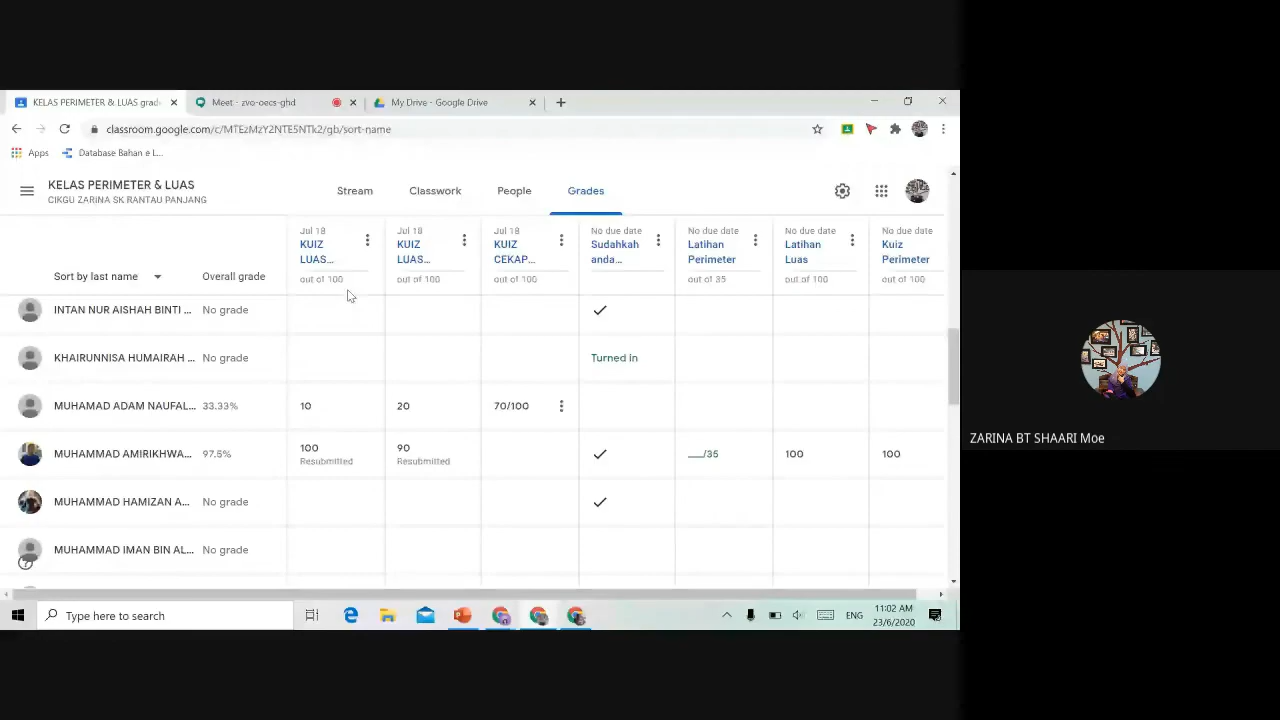 KELAS PERIMETER & LUAS grad
Meet - zvo-oecs-ghd
My Drive - Google Drive
classroom.google.com/c/MTEzMzY2NTE5NTk2/gb/sort-name
Apps
Database Bahan e L...
KELAS PERIMETER & LUAS
CIKGU ZARINA SK RANTAU PANJANG
Stream Classwork People Grades
Jul 18 Jul 18 Jul 18 No due date No due date No due date No due date
KUIZ KUIZ KUIZ Sudahkah Latihan Latihan Kuiz
LUAS... LUAS... CEKAP... anda... Perimeter Luas Perimeter
Sort by last name Overall grade out of 100 out of 100 out of 100 out of 35 out of 100 out of 100
INTAN NUR AISHAH BINTI ... No grade
KHAIRUNNISA HUMAIRAH ... No grade Turned in
MUHAMAD ADAM NAUFAL... 33.33% 10 20 70/100
MUHAMMAD AMIRIKHWA... 97.5% 100 90 ___/35 100 100
Resubmitted Resubmitted
MUHAMMAD HAMIZAN A... No grade
MUHAMMAD IMAN BIN AL... No grade
Type here to search
ENG
11:02 AM
23/6/2020
ZARINA BT SHAARI Moe